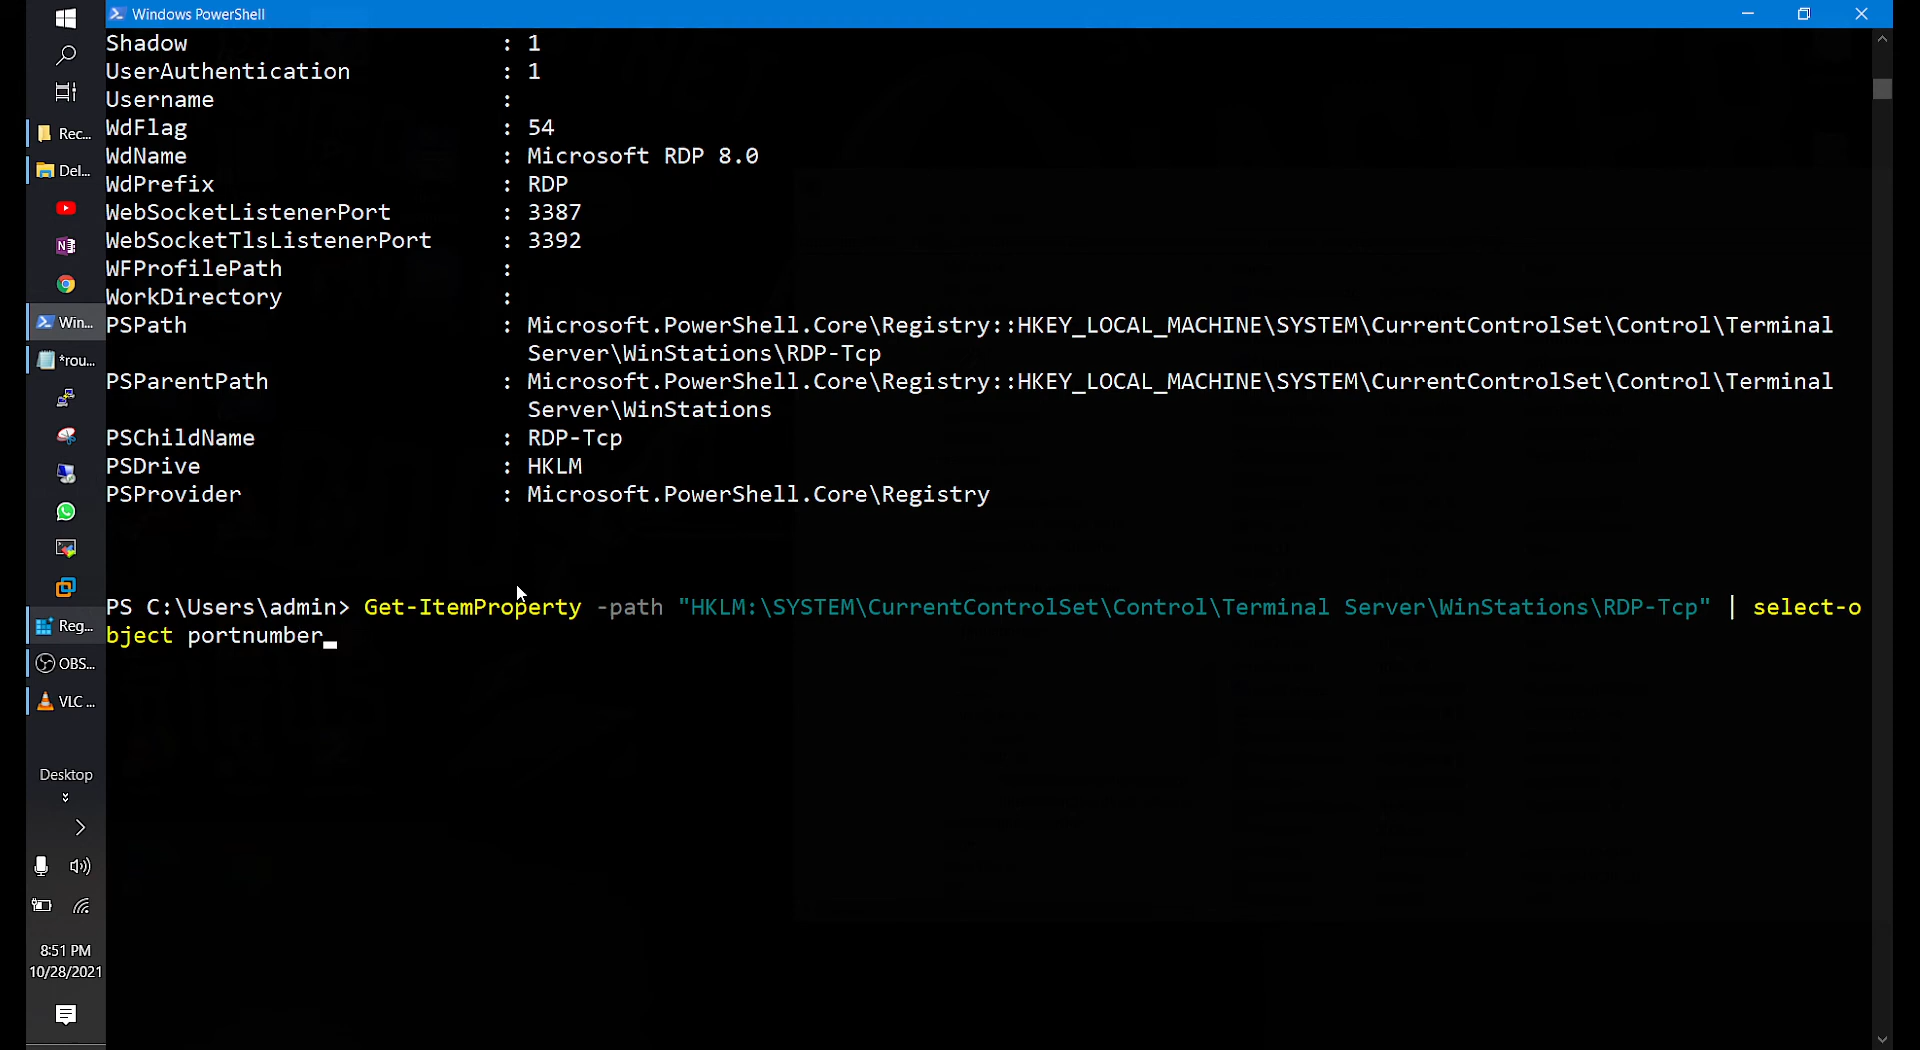 Windows PowerShell
Shadow : 1
UserAuthentication : 1
Username :
WdFlag : 54
WdName : Microsoft RDP 8.0
WdPrefix : RDP
WebSocketListenerPort : 3387
WebSocketTlsListenerPort : 3392
WFProfilePath :
WorkDirectory :
PSPath : Microsoft.PowerShell.Core\Registry::HKEY_LOCAL_MACHINE\SYSTEM\CurrentControlSet\Control\Terminal
Server\WinStations\RDP-Tcp
PSParentPath : Microsoft.PowerShell.Core\Registry::HKEY_LOCAL_MACHINE\SYSTEM\CurrentControlSet\Control\Terminal
Server\WinStations
PSChildName : RDP-Tcp
PSDrive : HKLM
PSProvider : Microsoft.PowerShell.Core\Registry
PS C:\Users\admin> Get-ItemProperty -path "HKLM:\SYSTEM\CurrentControlSet\Control\Terminal Server\WinStations\RDP-Tcp" | select-o
bject portnumber_
Rec...
Del...
N
Win...
*rou...
Reg...
OBS...
VLC ...
Desktop
8:51 PM
10/28/2021